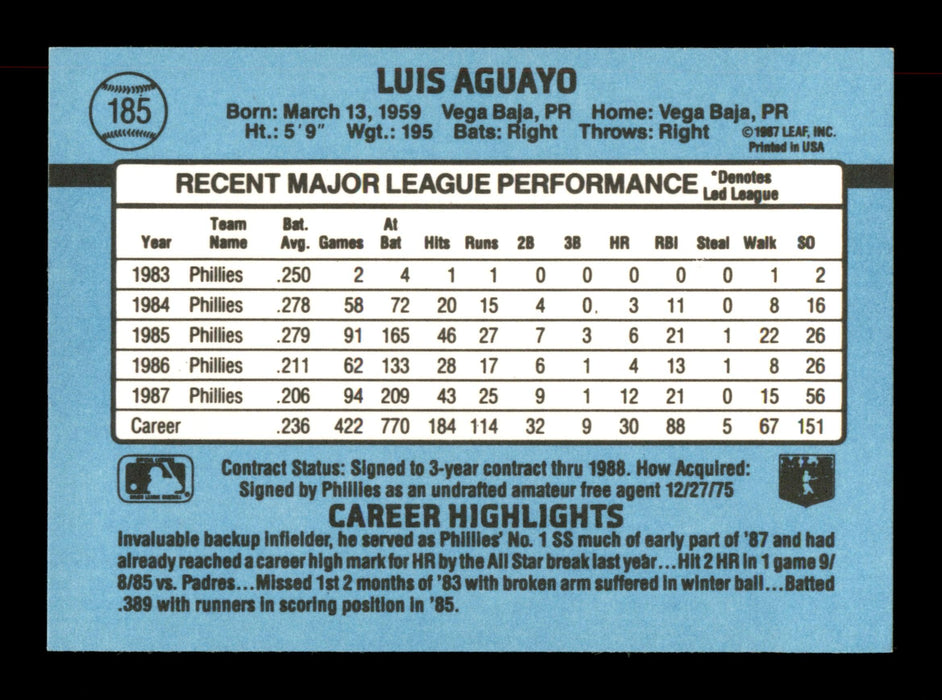 185
LUIS AGUAYO
Born: March 13, 1959 Vega Baja, PR Home: Vega Baja, PR
Ht.: 5'9" Wgt.: 195 Bats: Right Throws: Right
©1987 LEAF, INC.
Printed in USA
RECENT MAJOR LEAGUE PERFORMANCE *Denotes Led League
Year Team Name Bat. Avg. Games At Bat Hits Runs 2B 3B HR RBI Steal Walk SO
1983 Phillies .250 2 4 1 1 0 0 0 0 0 1 2
1984 Phillies .278 58 72 20 15 4 0 3 11 0 8 16
1985 Phillies .279 91 165 46 27 7 3 6 21 1 22 26
1986 Phillies .211 62 133 28 17 6 1 4 13 1 8 26
1987 Phillies .206 94 209 43 25 9 1 12 21 0 15 56
Career .236 422 770 184 114 32 9 30 88 5 67 151
Contract Status: Signed to 3-year contract thru 1988. How Acquired:
Signed by Phillies as an undrafted amateur free agent 12/27/75
CAREER HIGHLIGHTS
Invaluable backup infielder, he served as Phillies' No. 1 SS much of early part of '87 and had
already reached a career high mark for HR by the All Star break last year...Hit 2 HR in 1 game 9/
8/85 vs. Padres...Missed 1st 2 months of '83 with broken arm suffered in winter ball...Batted
.389 with runners in scoring position in '85.